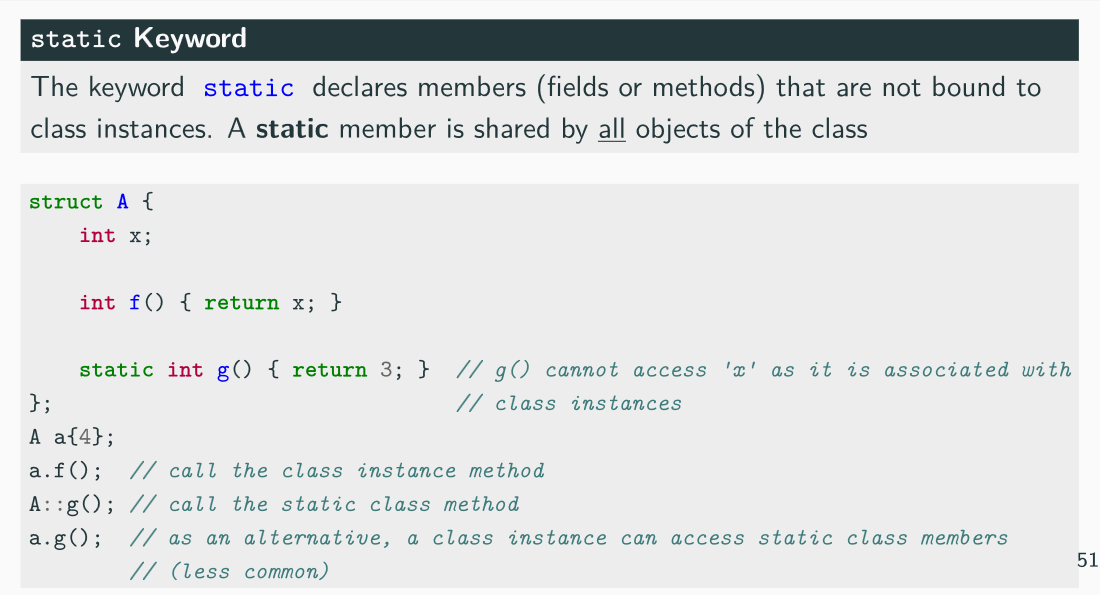 static Keyword
The keyword static declares members (fields or methods) that are not bound to
class instances. A static member is shared by all objects of the class
struct A {
    int x;
    int f() { return x; }
    static int g() { return 3; }  // g() cannot access 'x' as it is associated with
};                                // class instances
A a{4};
a.f();  // call the class instance method
A::g(); // call the static class method
a.g();  // as an alternative, a class instance can access static class members
        // (less common)
51